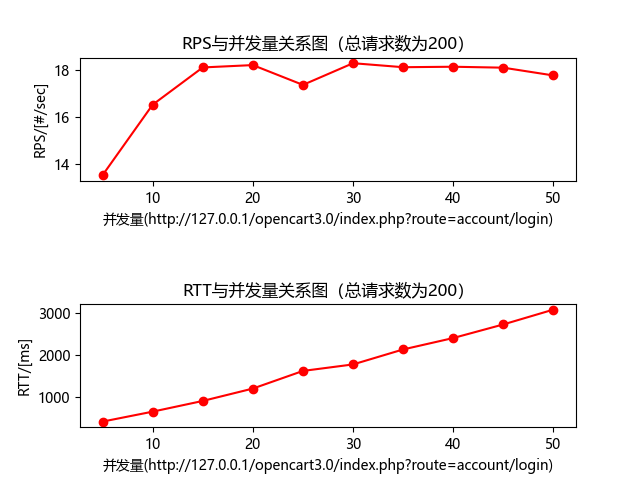 RPS与并发量关系图（总请求数为200）
18
16
14
RPS/[#/sec]
10 20 30 40 50
并发量(http://127.0.0.1/opencart3.0/index.php?route=account/login)
RTT与并发量关系图（总请求数为200）
3000
2000
1000
RTT/[ms]
10 20 30 40 50
并发量(http://127.0.0.1/opencart3.0/index.php?route=account/login)